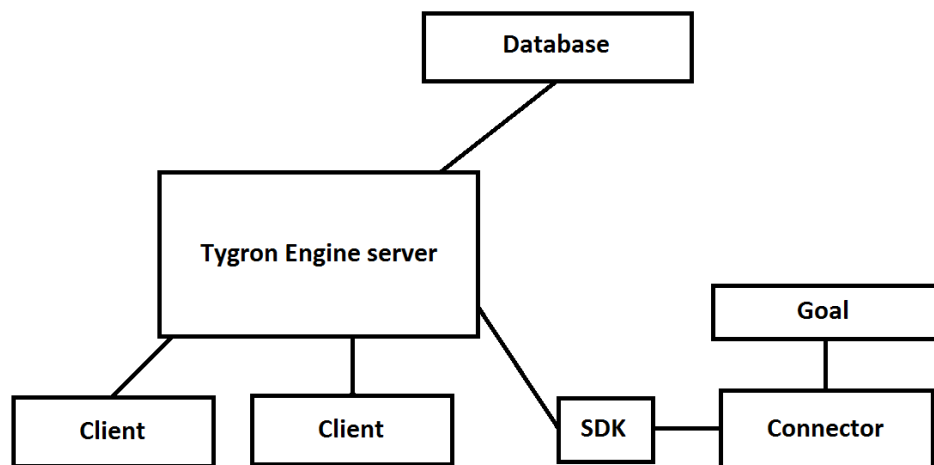 Database
Tygron Engine server
Goal
Client
Client
SDK
Connector